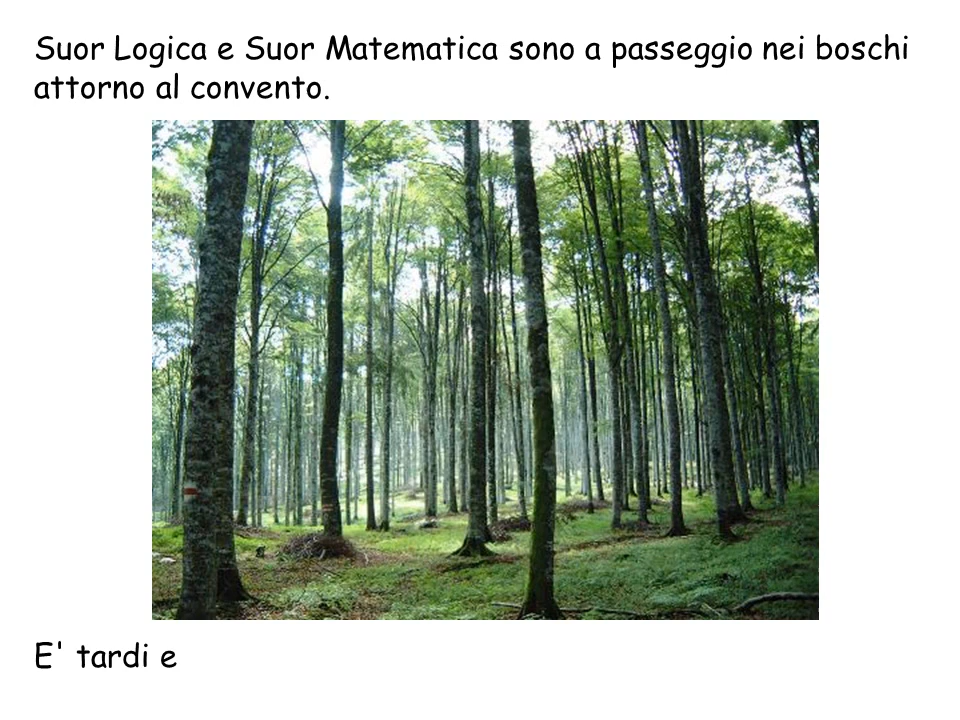 Suor Logica e Suor Matematica sono a passeggio nei boschi
attorno al convento.
E' tardi e